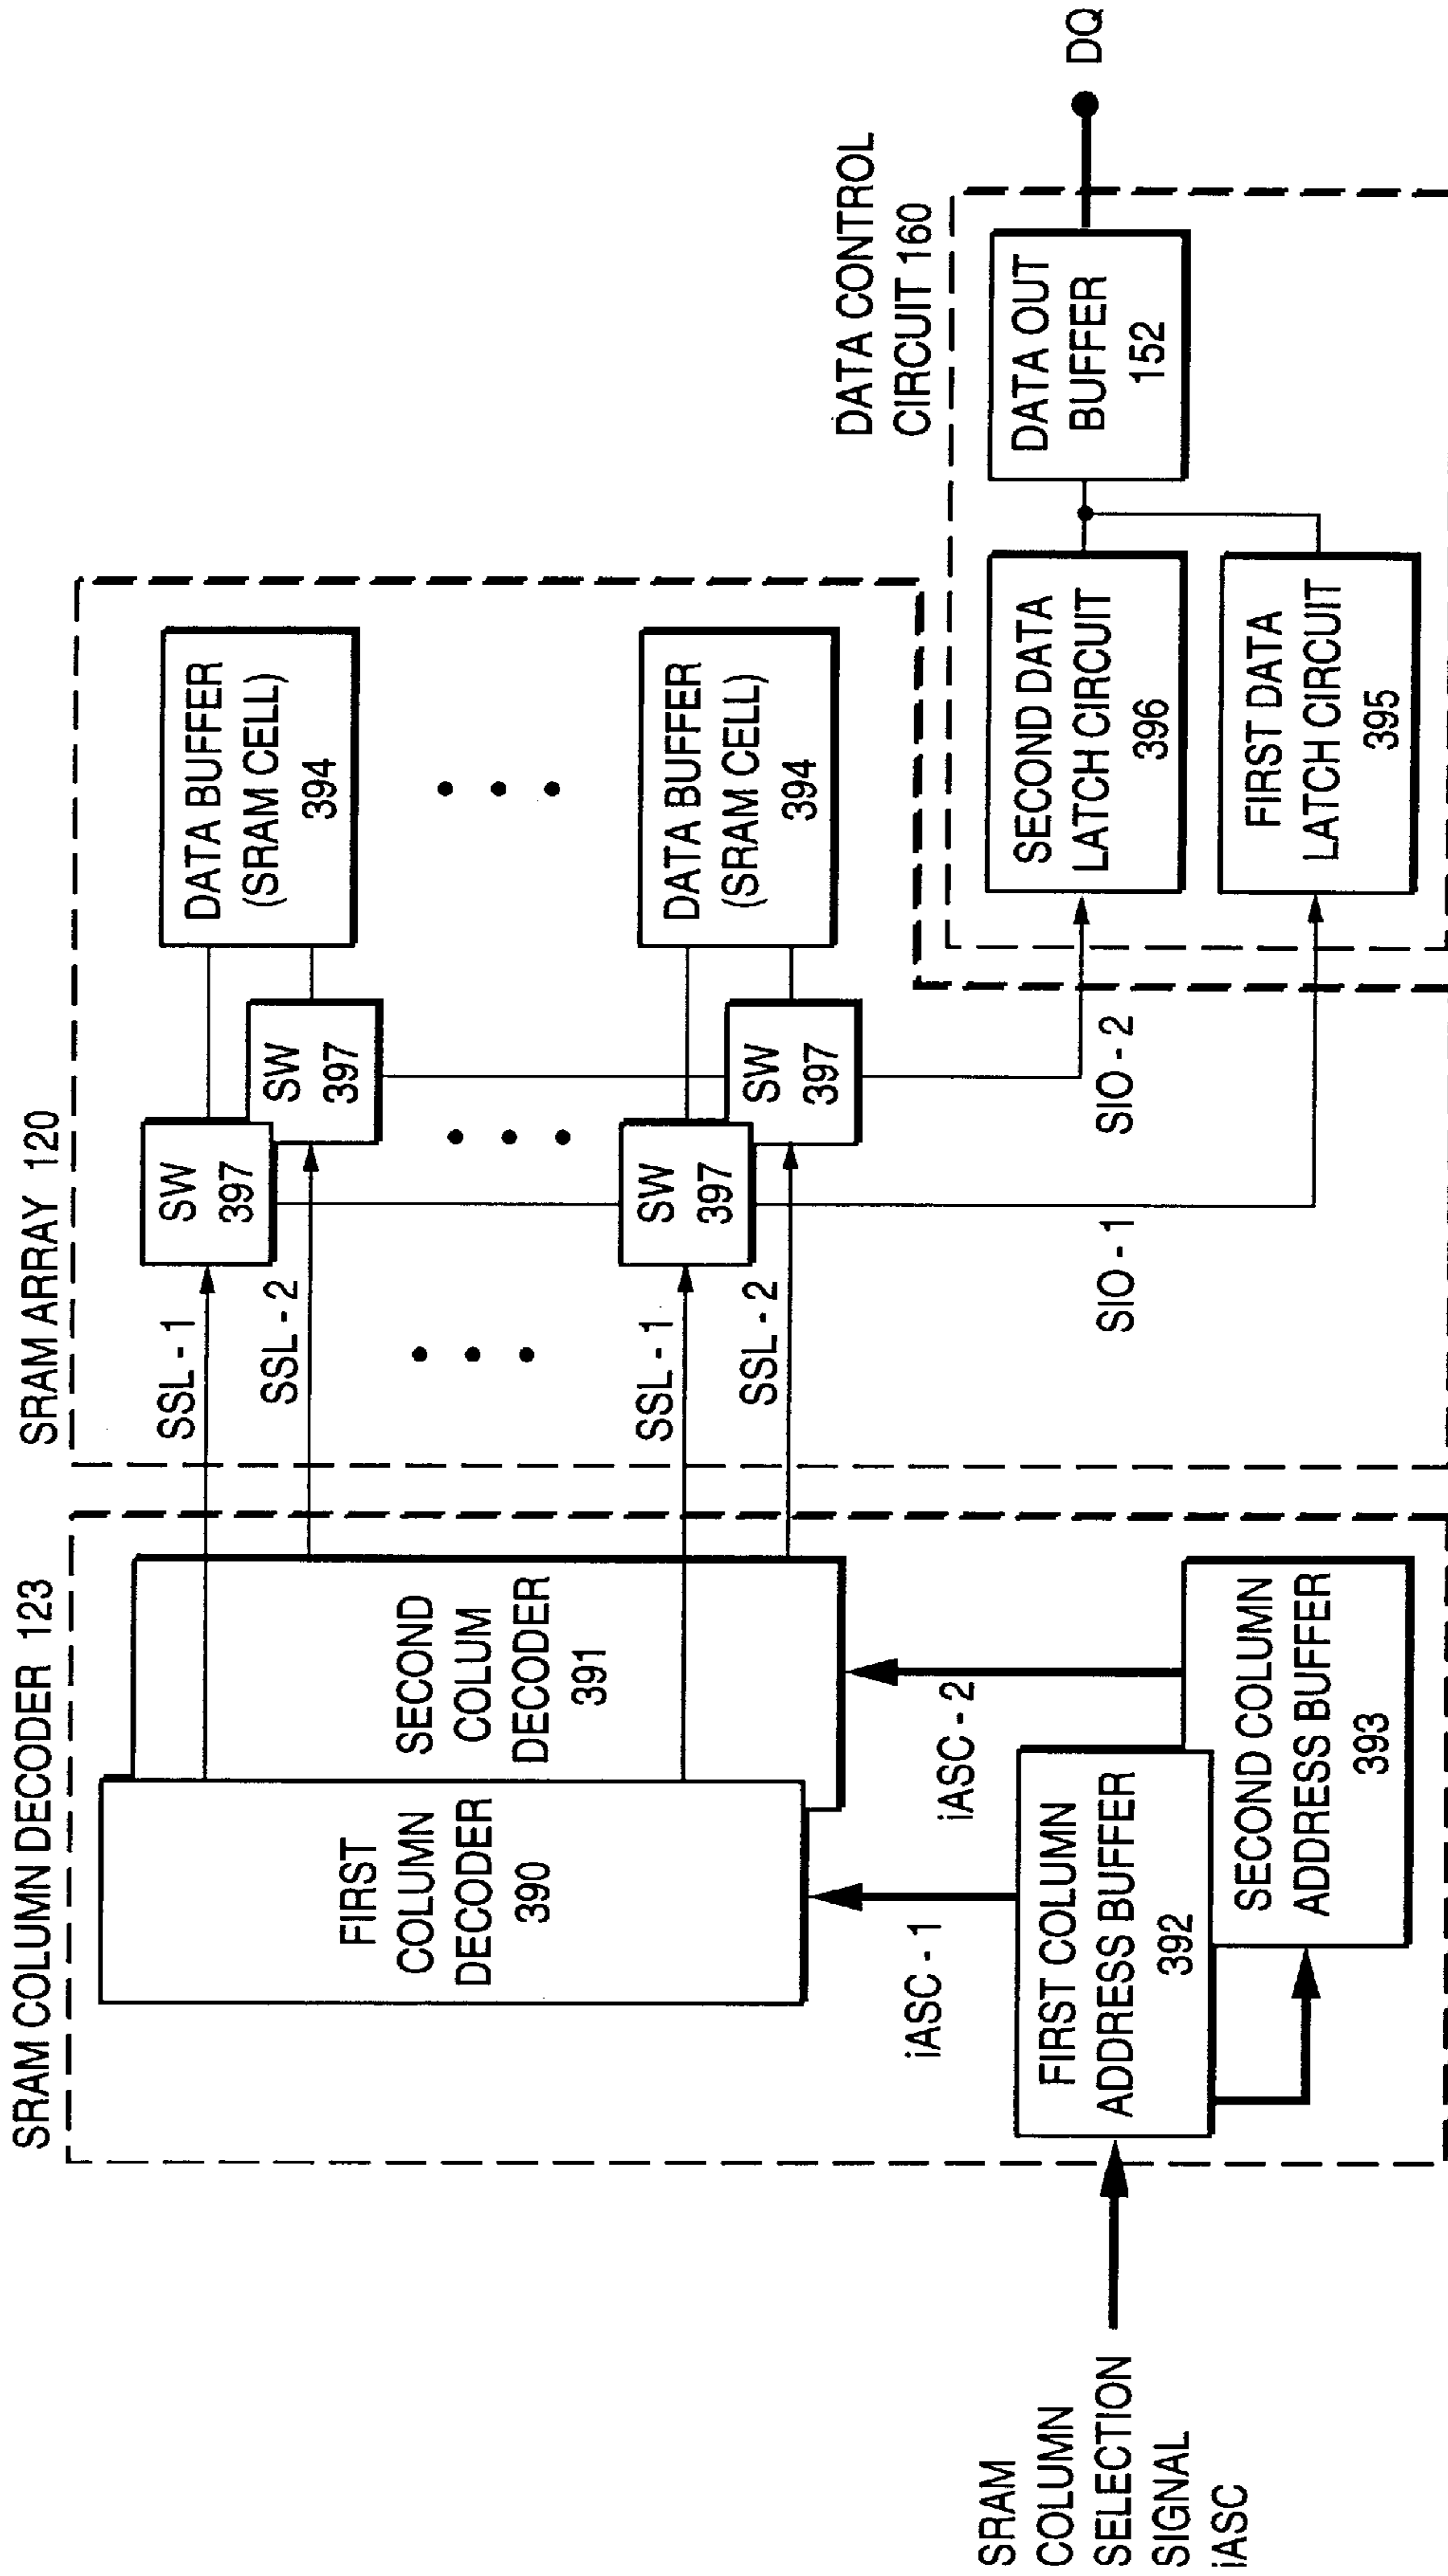 SRAM COLUMN DECODER 123
FIRST
COLUMN
DECODER
390
SECOND
COLUM
DECODER
391
iASC - 1
iASC - 2
FIRST COLUMN
ADDRESS BUFFER
392
SECOND COLUMN
ADDRESS BUFFER
393
SRAM
COLUMN
SELECTION
SIGNAL
iASC
SRAM ARRAY 120
SSL - 1
SSL - 2
SW
397
SW
397
DATA BUFFER
(SRAM CELL)
394
SSL - 1
SSL - 2
SW
397
SW
397
DATA BUFFER
(SRAM CELL)
394
SIO - 1
SIO - 2
DATA CONTROL
CIRCUIT 160
SECOND DATA
LATCH CIRCUIT
396
FIRST DATA
LATCH CIRCUIT
395
DATA OUT
BUFFER
152
DQ